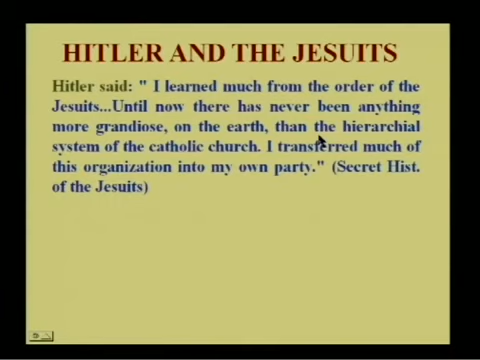 HITLER AND THE JESUITS
Hitler said: " I learned much from the order of the
Jesuits...Until now there has never been anything
more grandiose, on the earth, than the hierarchial
system of the catholic church. I transferred much of
this organization into my own party." (Secret Hist.
of the Jesuits)